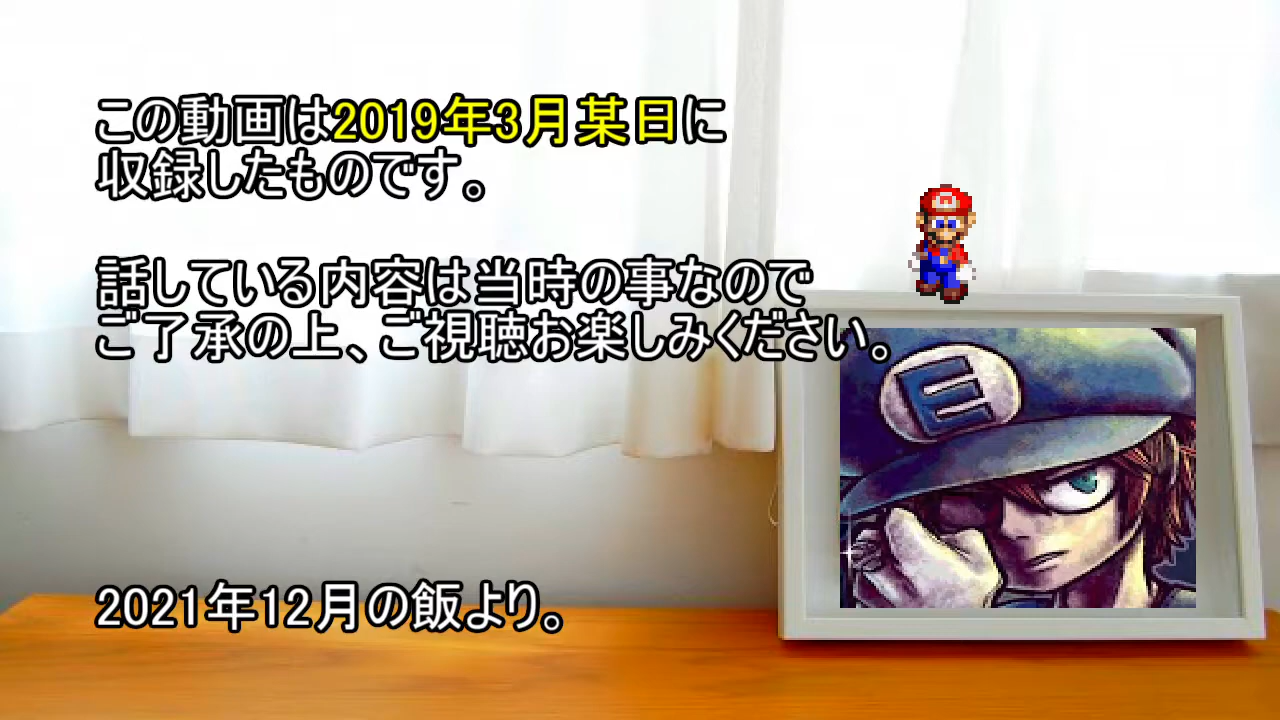 この動画は2019年3月某日に
収録したものです。
話している内容は当時の事なので
ご了承の上、ご視聴お楽しみください。
E
2021年12月の飯より。